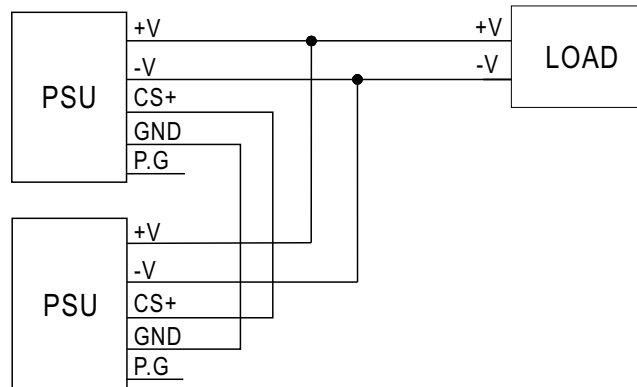 +V +V
LOAD
-V -V
PSU
CS+
GND
P.G
+V
-V
PSU
CS+
GND
P.G